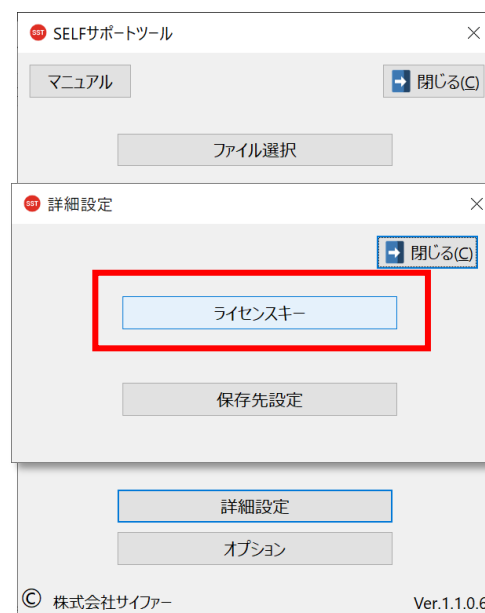 SST SELFサポートツール
マニュアル 閉じる(C)
ファイル選択
SST 詳細設定
閉じる(C)
ライセンスキー
保存先設定
詳細設定
オプション
© 株式会社サイファー Ver.1.1.0.6